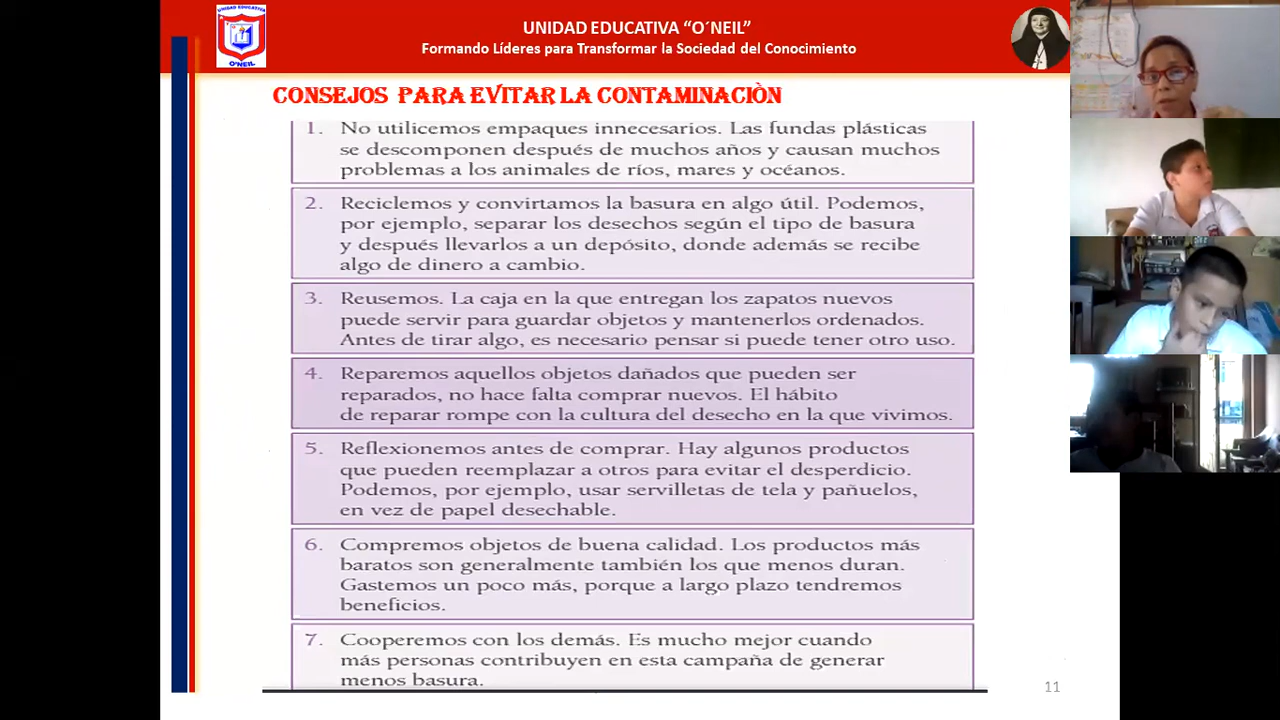 UNIDAD EDUCATIVA
O'NEIL
UNIDAD EDUCATIVA “O´NEIL”
Formando Líderes para Transformar la Sociedad del Conocimiento
CONSEJOS PARA EVITAR LA CONTAMINACIÒN
1. No utilicemos empaques innecesarios. Las fundas plásticas
se descomponen después de muchos años y causan muchos
problemas a los animales de ríos, mares y océanos.
2. Reciclemos y convirtamos la basura en algo útil. Podemos,
por ejemplo, separar los desechos según el tipo de basura
y después llevarlos a un depósito, donde además se recibe
algo de dinero a cambio.
3. Reusemos. La caja en la que entregan los zapatos nuevos
puede servir para guardar objetos y mantenerlos ordenados.
Antes de tirar algo, es necesario pensar si puede tener otro uso.
4. Reparemos aquellos objetos dañados que pueden ser
reparados, no hace falta comprar nuevos. El hábito
de reparar rompe con la cultura del desecho en la que vivimos.
5. Reflexionemos antes de comprar. Hay algunos productos
que pueden reemplazar a otros para evitar el desperdicio.
Podemos, por ejemplo, usar servilletas de tela y pañuelos,
en vez de papel desechable.
6. Compremos objetos de buena calidad. Los productos más
baratos son generalmente también los que menos duran.
Gastemos un poco más, porque a largo plazo tendremos
beneficios.
7. Cooperemos con los demás. Es mucho mejor cuando
más personas contribuyen en esta campaña de generar
menos basura.
11